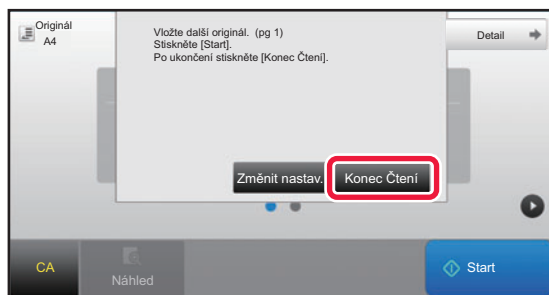 Originál
A4
Vložte další originál. (pg 1)
Stiskněte [Start].
Po ukončení stiskněte [Konec Čtení].
Detail
Změnit nastav.
Konec Čtení
CA
Náhled
Start